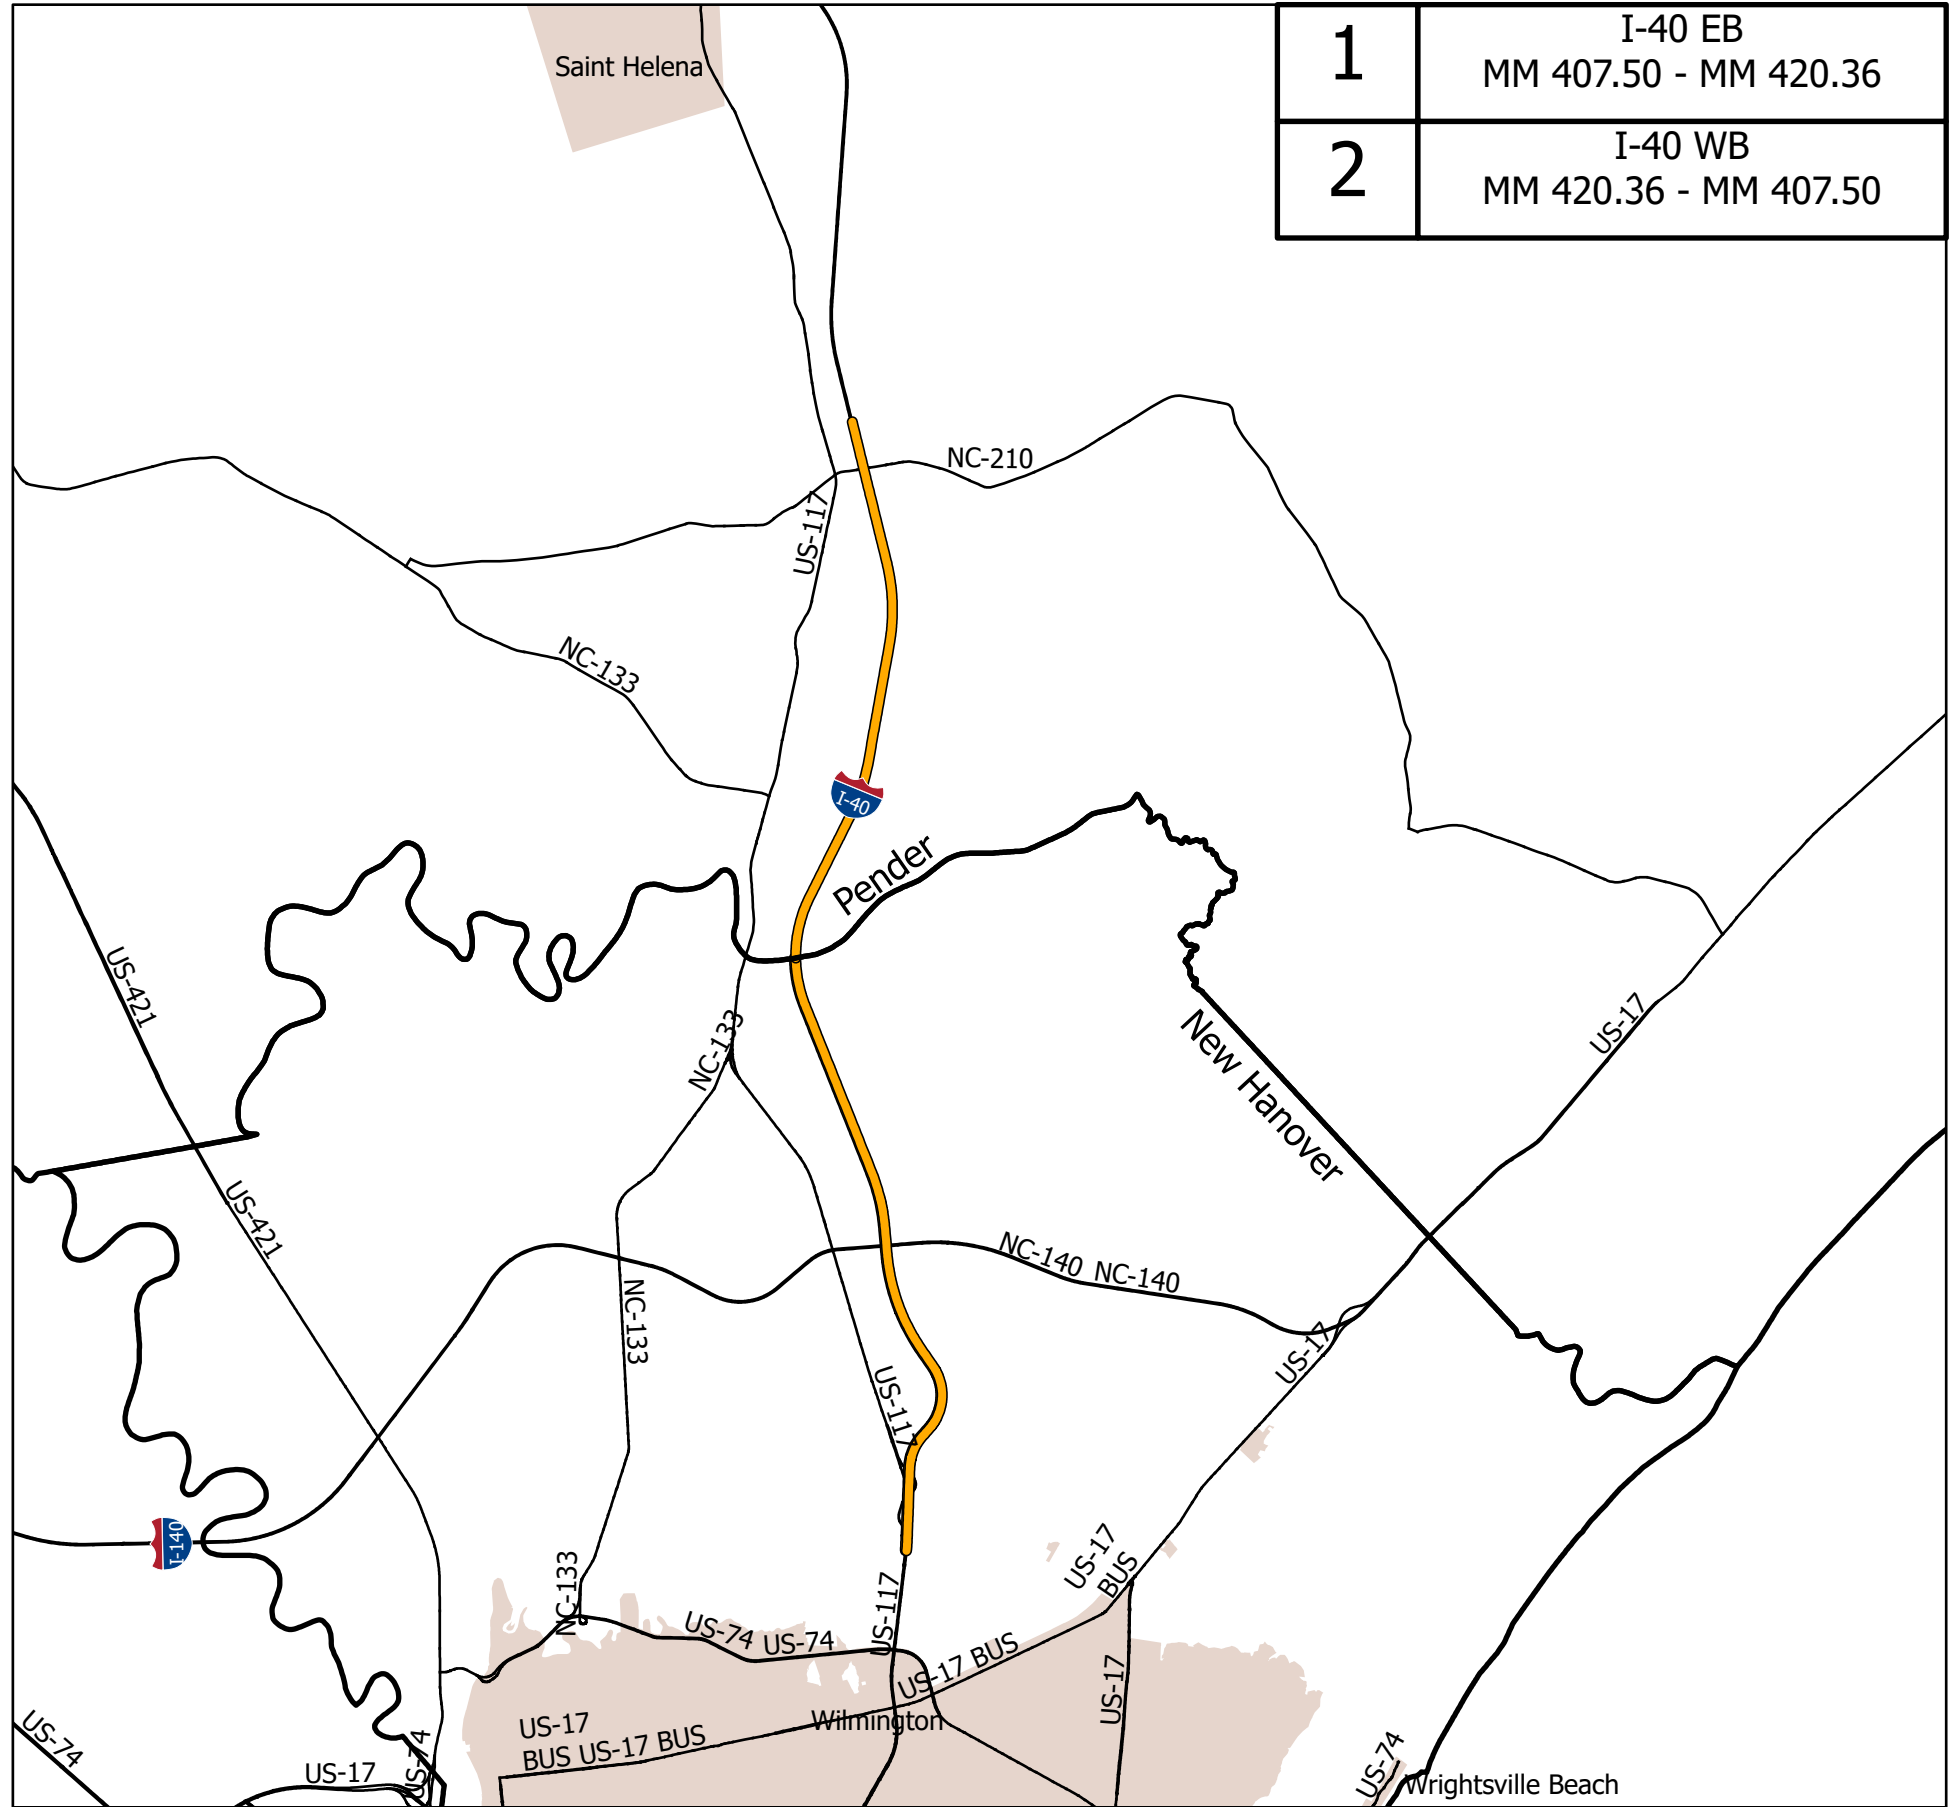 1
I-40 EB
MM 407.50 - MM 420.36
2
I-40 WB
MM 420.36 - MM 407.50
Saint Helena
NC-210
US-117
NC-133
I-40
Pender
US-421
NC-133
US-17
New Hanover
US-421
NC-140
NC-140
NC-133
US-17
US-117
I-140
US-17
BUS
NC-133
US-117
US-74
US-74
US-17 BUS
US-17
US-17
BUS
US-17 BUS
Wilmington
US-74
US-74
US-17
US-74
Wrightsville Beach